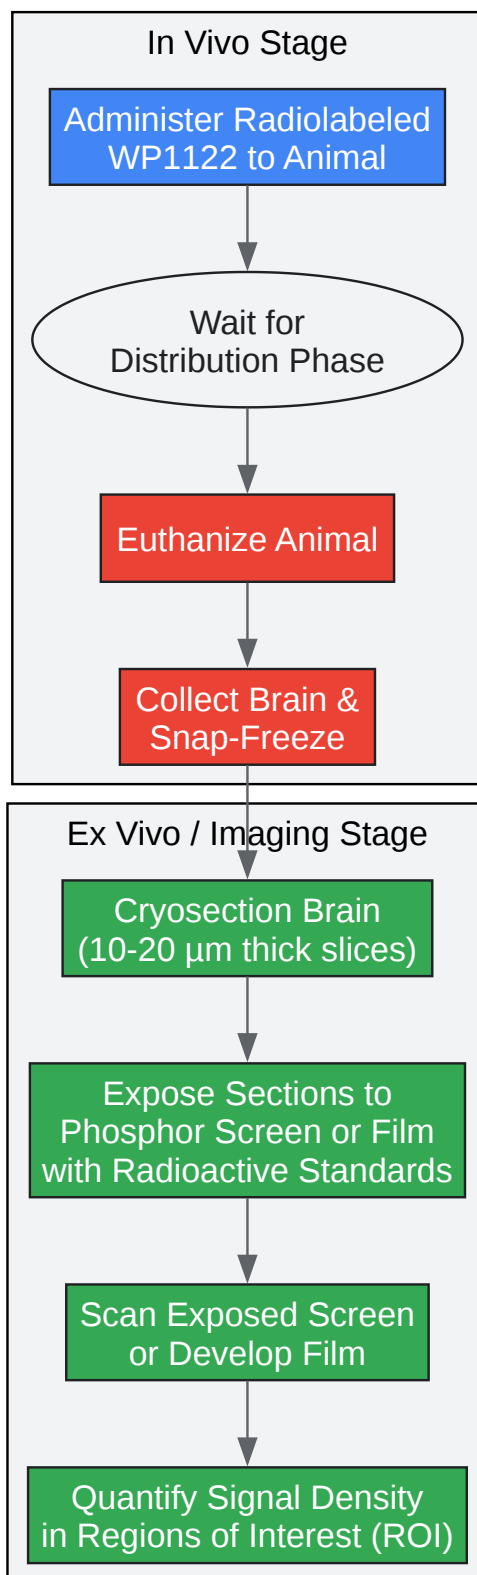 In Vivo Stage
Administer Radiolabeled
WP1122 to Animal
Wait for
Distribution Phase
Euthanize Animal
Collect Brain &
Snap-Freeze
Ex Vivo / Imaging Stage
Cryosection Brain
(10-20 µm thick slices)
Expose Sections to
Phosphor Screen or Film
with Radioactive Standards
Scan Exposed Screen
or Develop Film
Quantify Signal Density
in Regions of Interest (ROI)